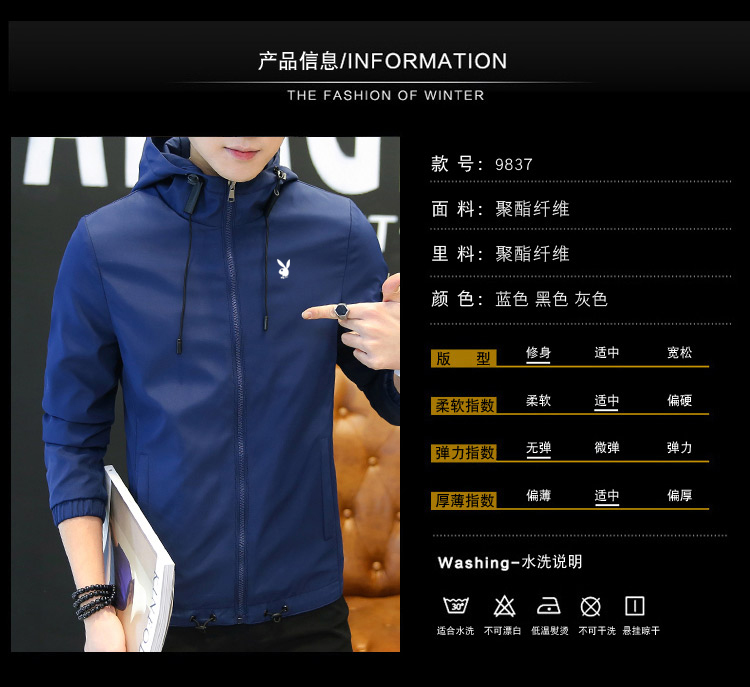 产品信息/INFORMATION
THE FASHION OF WINTER
款 号： 9837
面 料： 聚酯纤维
里 料： 聚酯纤维
颜 色： 蓝色 黑色 灰色
版 型 修身 适中 宽松
柔软指数 柔软 适中 偏硬
弹力指数 无弹 微弹 弹力
厚薄指数 偏薄 适中 偏厚
Washing-水洗说明
30°
适合水洗 不可漂白 低温熨烫 不可干洗 悬挂晾干